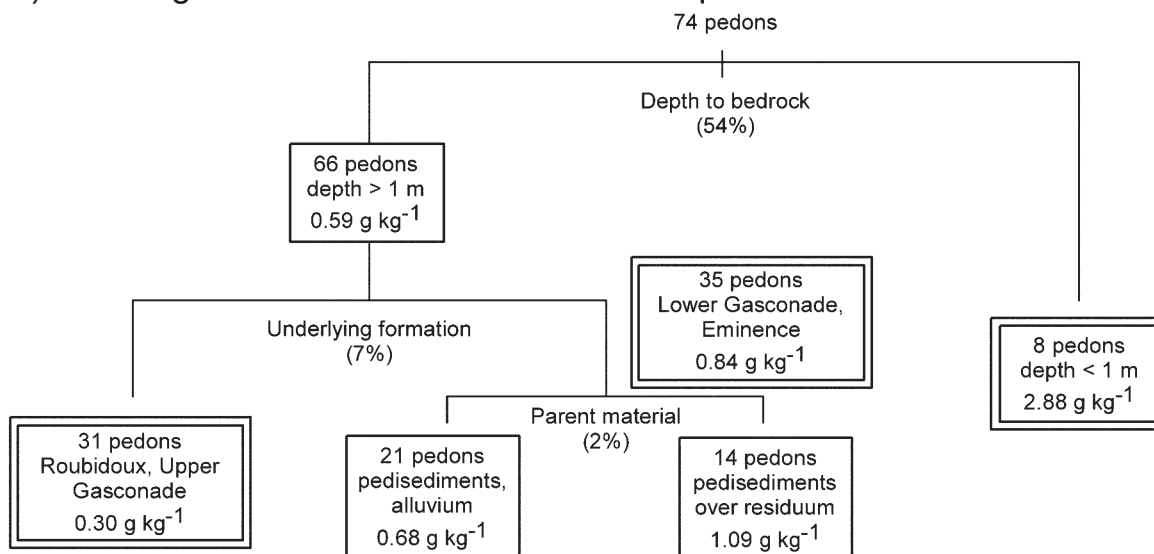 74 pedons
Depth to bedrock
(54%)
66 pedons
depth > 1 m
0.59 g kg-1
Underlying formation
(7%)
35 pedons
Lower Gasconade,
Eminence
0.84 g kg-1
8 pedons
depth < 1 m
2.88 g kg-1
31 pedons
Roubidoux, Upper
Gasconade
0.30 g kg-1
Parent material
(2%)
21 pedons
pedisediments,
alluvium
0.68 g kg-1
14 pedons
pedisediments
over residuum
1.09 g kg-1